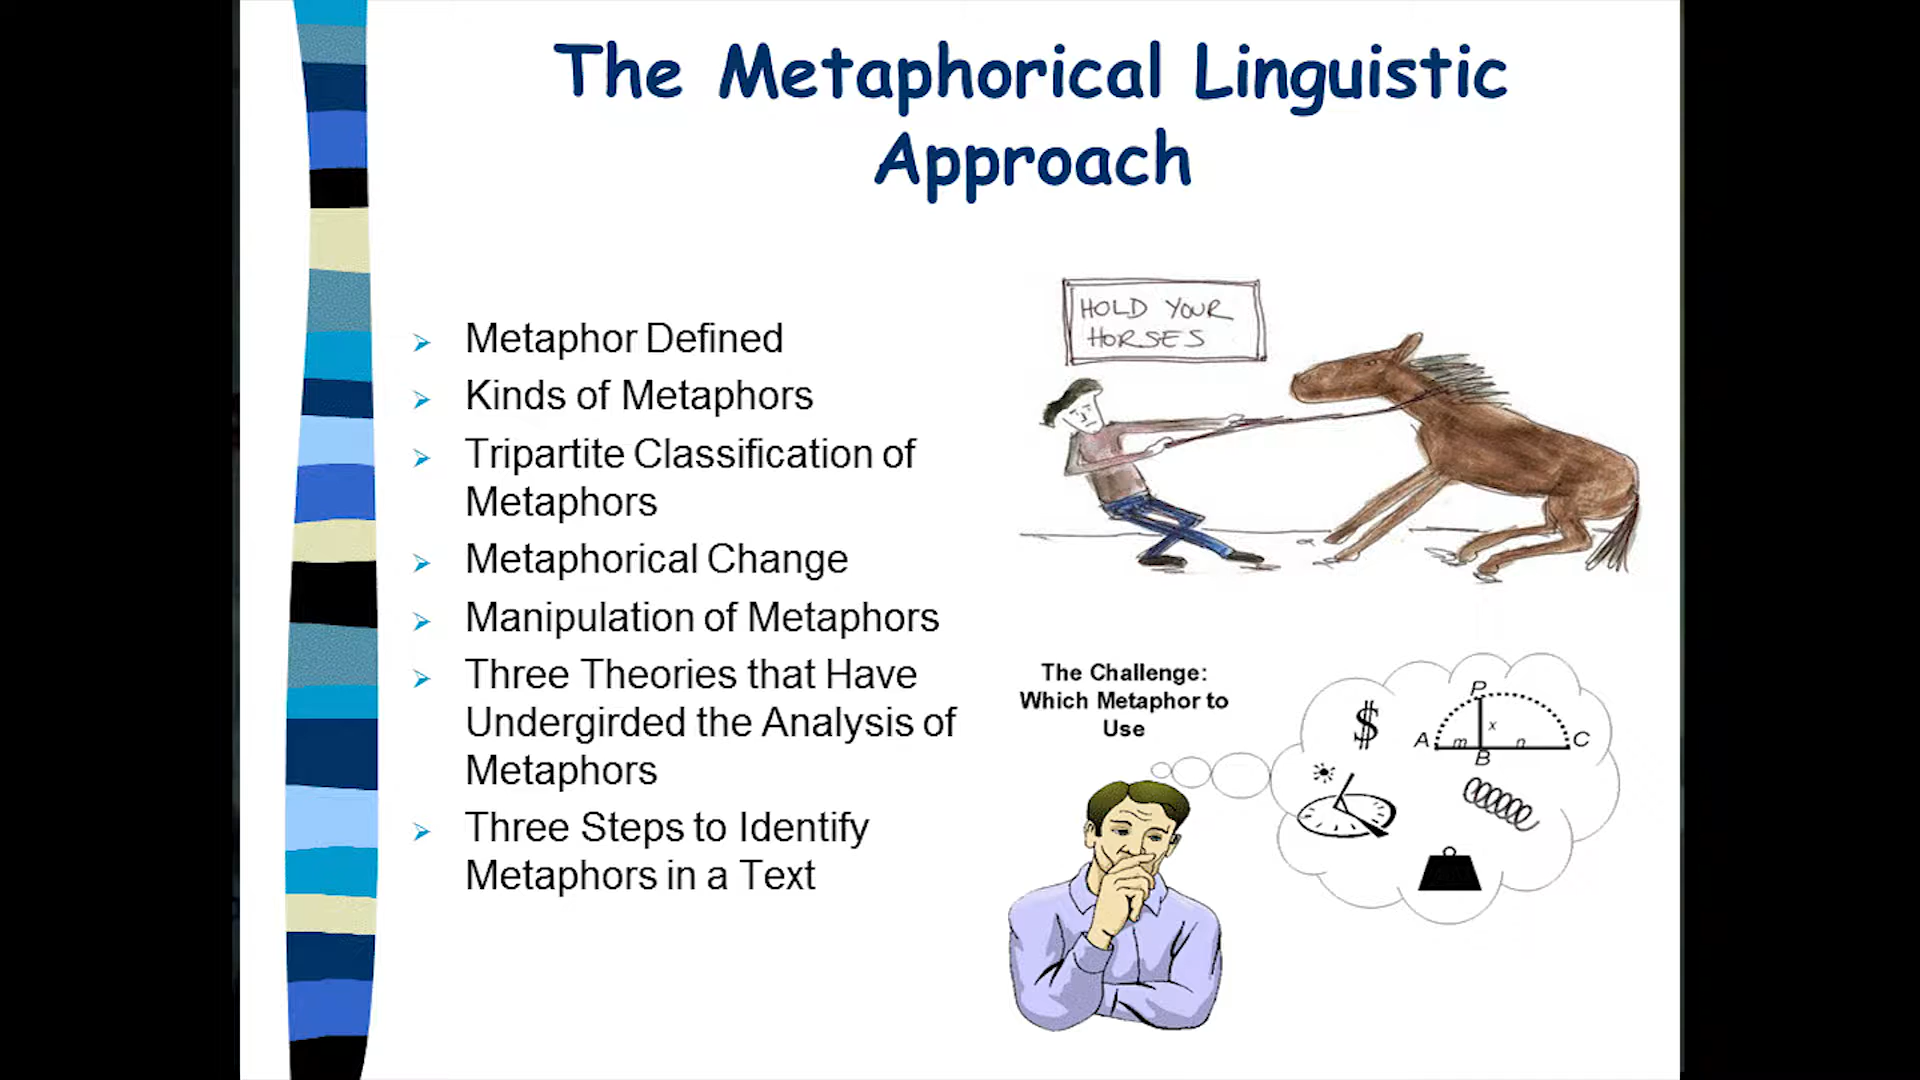 The Metaphorical Linguistic
Approach
Metaphor Defined
Kinds of Metaphors
Tripartite Classification of
Metaphors
Metaphorical Change
Manipulation of Metaphors
Three Theories that Have
Undergirded the Analysis of
Metaphors
Three Steps to Identify
Metaphors in a Text
HOLD YOUR
HORSES
The Challenge:
Which Metaphor to
Use
$
P
x
A m n C
B